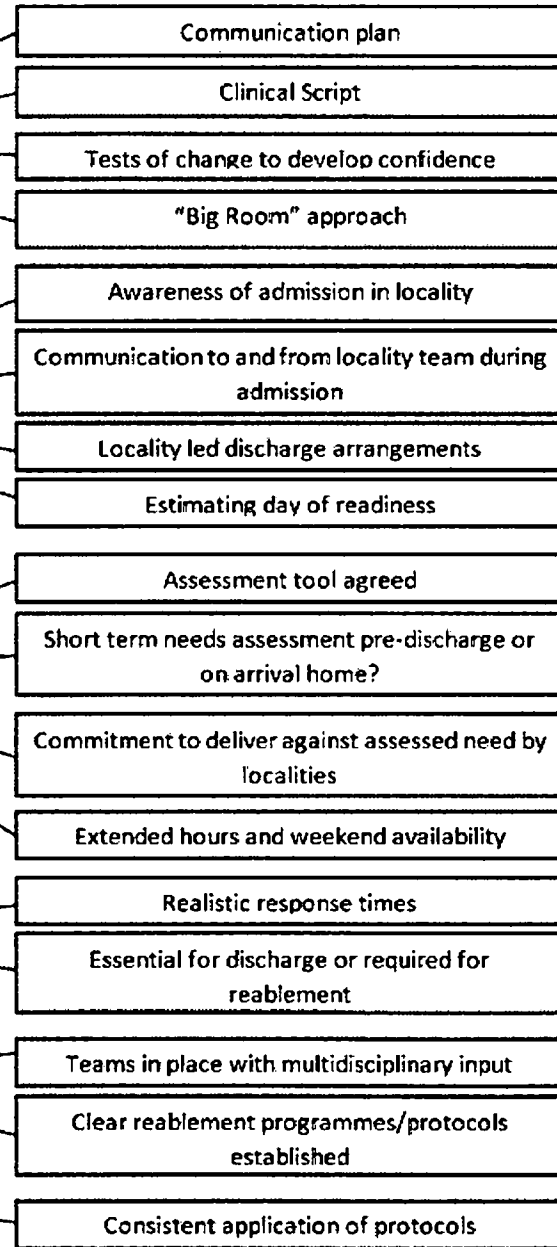 Communication plan
Clinical Script
Tests of change to develop confidence
"Big Room" approach
Awareness of admission in locality
Communication to and from locality team during
admission
Locality led discharge arrangements
Estimating day of readiness
Assessment tool agreed
Short term needs assessment pre-discharge or
on arrival home?
Commitment to deliver against assessed need by
localities
Extended hours and weekend availability
Realistic response times
Essential for discharge or required for
reablement
Teams in place with multidisciplinary input
Clear reablement programmes/protocols
established
Consistent application of protocols